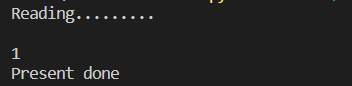 Reading.........
1
Present done